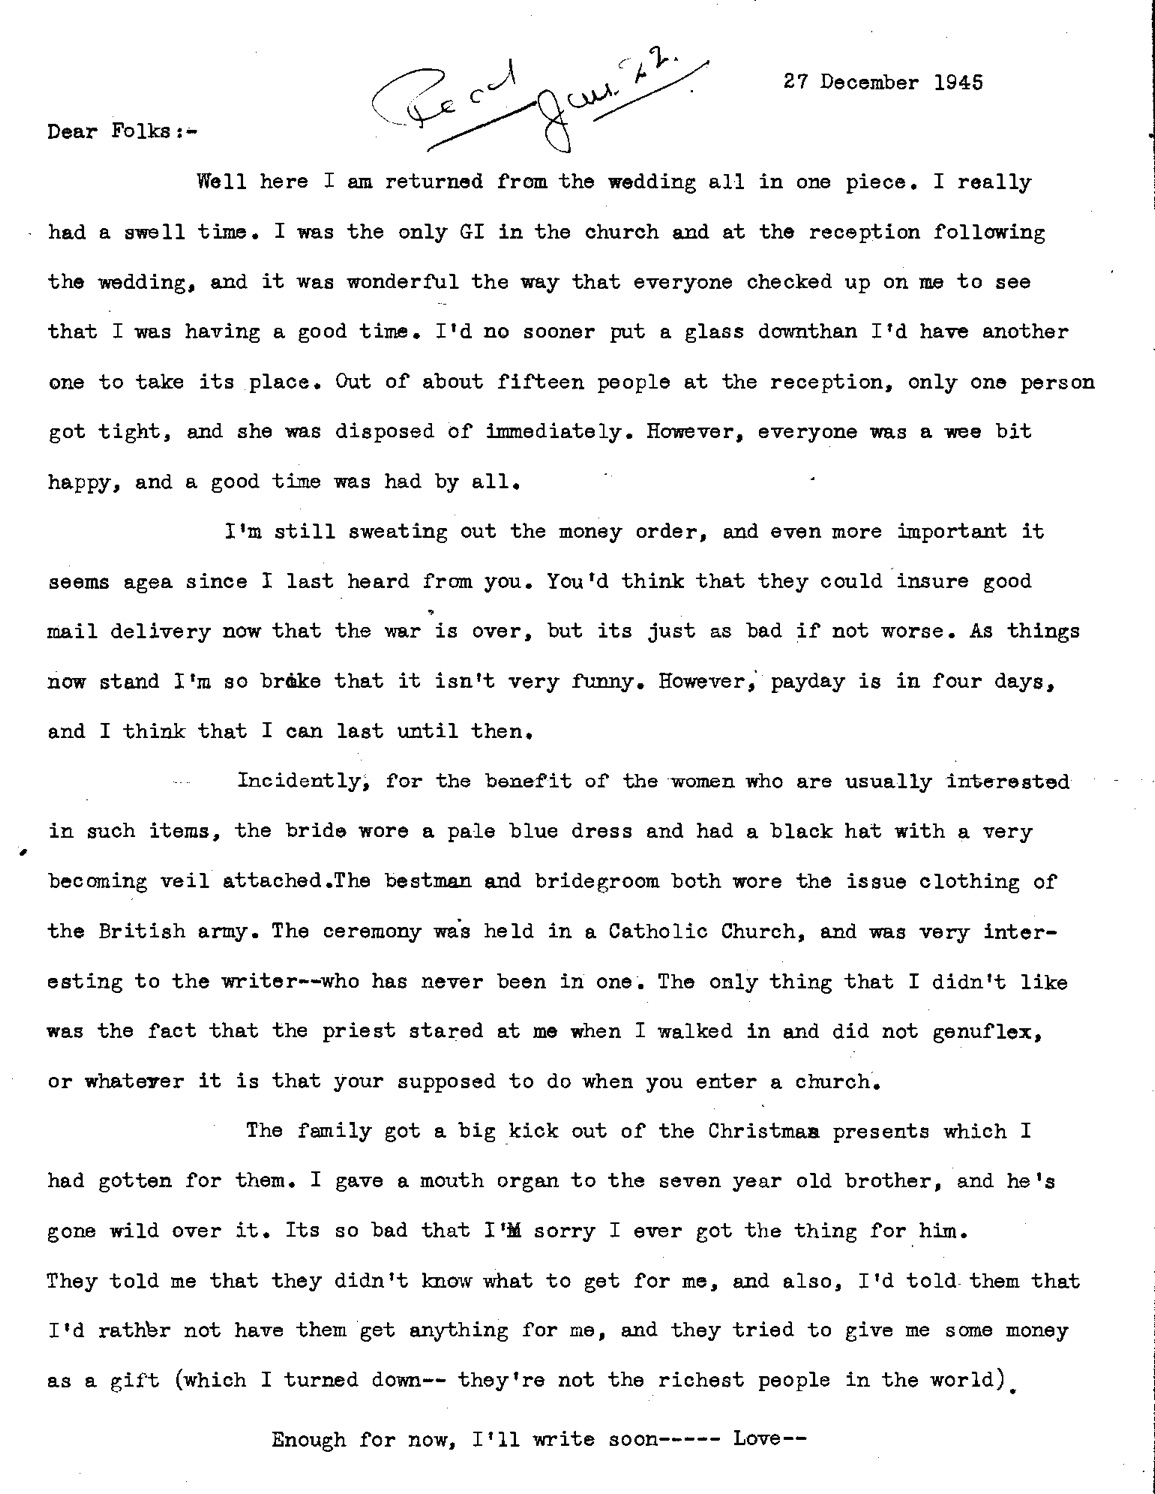 Recd Jan. 22.
27 December 1945
Dear Folks:-
Well here I am returned from the wedding all in one piece. I really
had a swell time. I was the only GI in the church and at the reception following
the wedding, and it was wonderful the way that everyone checked up on me to see
that I was having a good time. I'd no sooner put a glass downthan I'd have another
one to take its place. Out of about fifteen people at the reception, only one person
got tight, and she was disposed of immediately. However, everyone was a wee bit
happy, and a good time was had by all.
I'm still sweating out the money order, and even more important it
seems agea since I last heard from you. You'd think that they could insure good
mail delivery now that the war is over, but its just as bad if not worse. As things
now stand I'm so broke that it isn't very funny. However, payday is in four days,
and I think that I can last until then.
Incidently, for the benefit of the women who are usually interested
in such items, the bride wore a pale blue dress and had a black hat with a very
becoming veil attached.The bestman and bridegroom both wore the issue clothing of
the British army. The ceremony was held in a Catholic Church, and was very inter-
esting to the writer--who has never been in one. The only thing that I didn't like
was the fact that the priest stared at me when I walked in and did not genuflex,
or whatever it is that your supposed to do when you enter a church.
The family got a big kick out of the Christmas presents which I
had gotten for them. I gave a mouth organ to the seven year old brother, and he's
gone wild over it. Its so bad that I'M sorry I ever got the thing for him.
They told me that they didn't know what to get for me, and also, I'd told them that
I'd rather not have them get anything for me, and they tried to give me some money
as a gift (which I turned down-- they're not the richest people in the world).
Enough for now, I'll write soon----- Love--